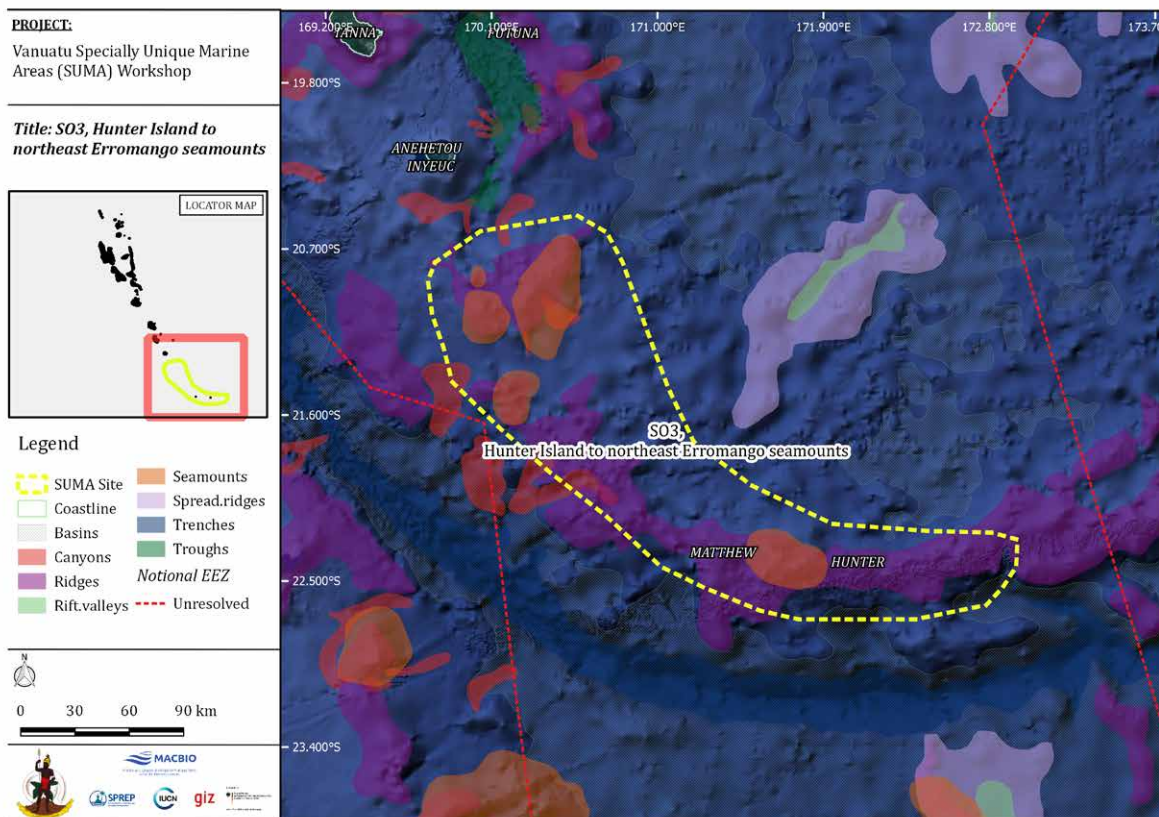 PROJECT:
Vanuatu Specially Unique Marine
Areas (SUMA) Workshop
Title: SO3, Hunter Island to
northeast Erromango seamounts
LOCATOR MAP
Legend
SUMA Site
Coastline
Basins
Canyons
Ridges
Rift.valleys
Seamounts
Spread.ridges
Trenches
Troughs
Notional EEZ
Unresolved
N
0 30 60 90 km
MACBIO
SPREP
IUCN
giz
169.200°E 170.100°E 171.000°E 171.900°E 172.800°E 173.70
TANNA
FUTUNA
19.800°S
ANEHETOU
INYEUC
20.700°S
21.600°S
SO3,
Hunter Island to northeast Erromango seamounts
MATTHEW
HUNTER
22.500°S
23.400°S